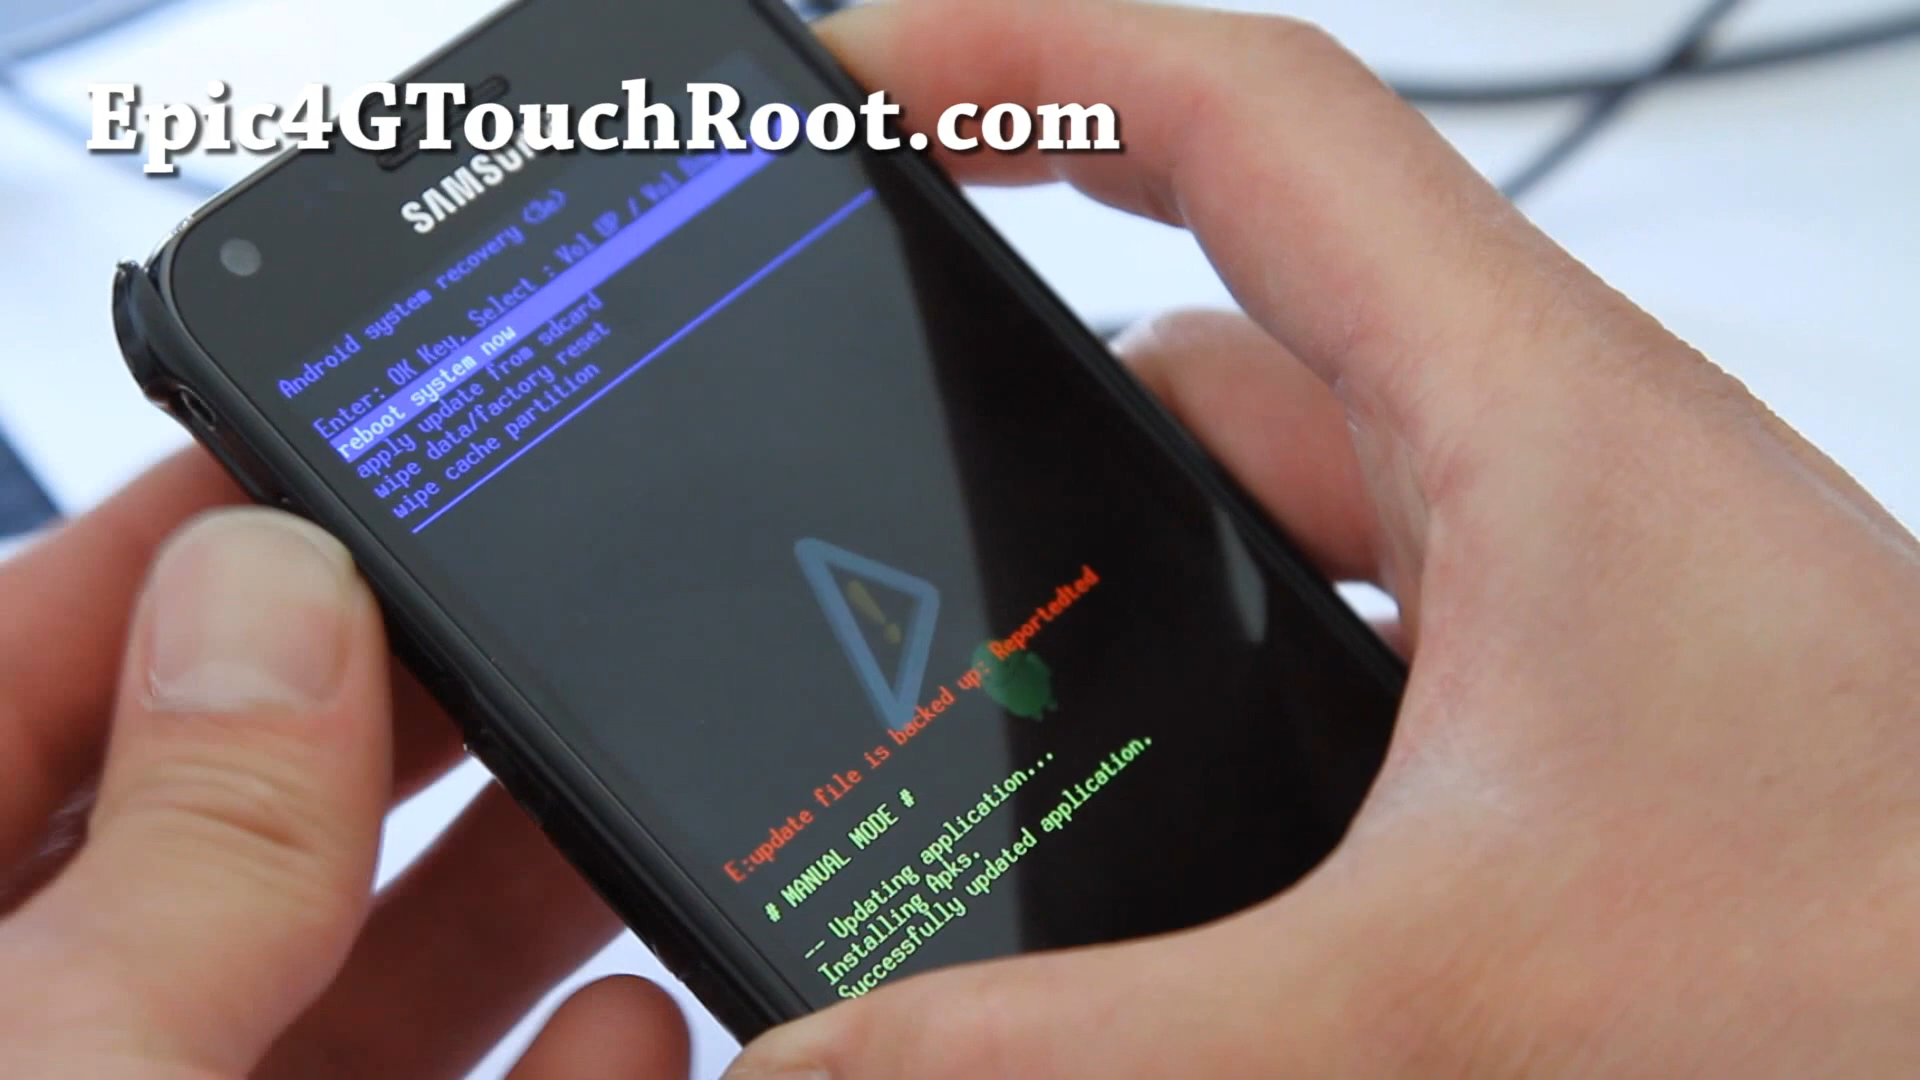 Epic4GTouchRoot.com
SAMSUNG
Android system recovery <3e>
Enter: OK Key, Select : Vol UP / Vol
reboot system now
apply update from sdcard
wipe data/factory reset
wipe cache partition
E:update file is backed up: Reportedted
# MANUAL MODE #
-- Updating application...
Installing Apks.
Successfully updated application.